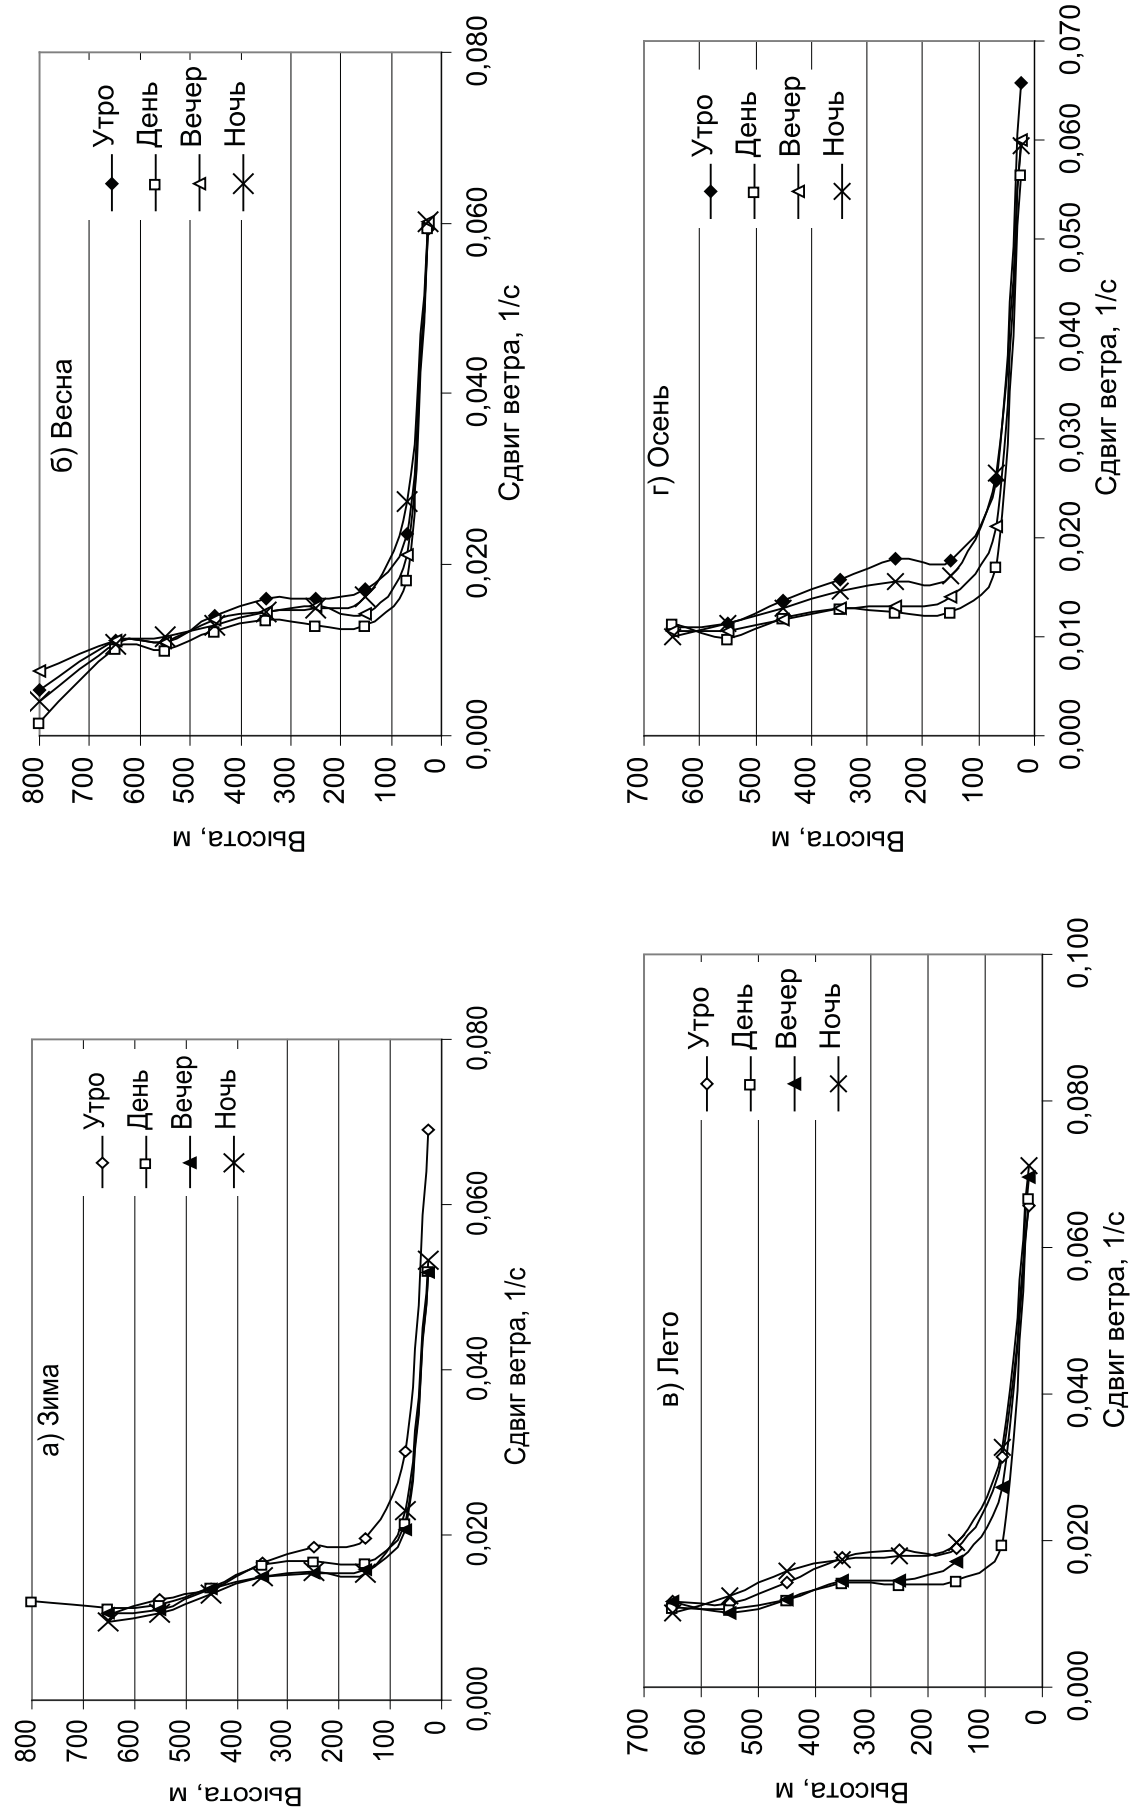 а) Зима
Высота, м
800
700
600
500
400
300
200
100
0
0,000
0,020
0,040
0,060
0,080
Сдвиг ветра, 1/с
Утро
День
Вечер
Ночь
б) Весна
Высота, м
800
700
600
500
400
300
200
100
0
0,000
0,020
0,040
0,060
0,080
Сдвиг ветра, 1/с
Утро
День
Вечер
Ночь
в) Лето
Высота, м
700
600
500
400
300
200
100
0
0,000
0,020
0,040
0,060
0,080
0,100
Сдвиг ветра, 1/с
Утро
День
Вечер
Ночь
г) Осень
Высота, м
700
600
500
400
300
200
100
0
0,000
0,010
0,020
0,030
0,040
0,050
0,060
0,070
Сдвиг ветра, 1/с
Утро
День
Вечер
Ночь